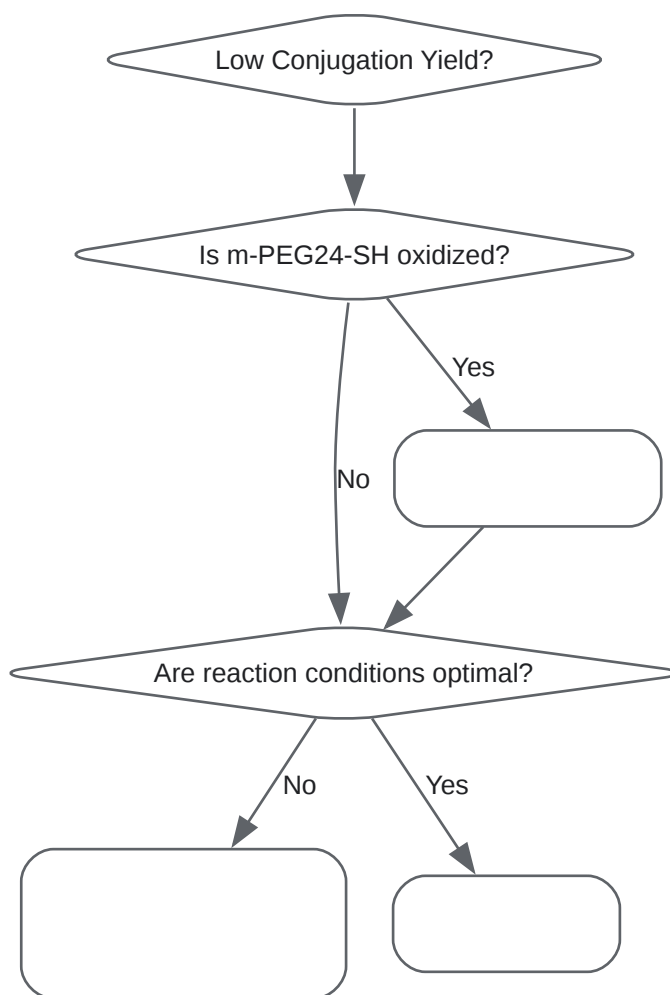 Low Conjugation Yield?
Is m-PEG24-SH oxidized?
Yes
No
Are reaction conditions optimal?
No
Yes